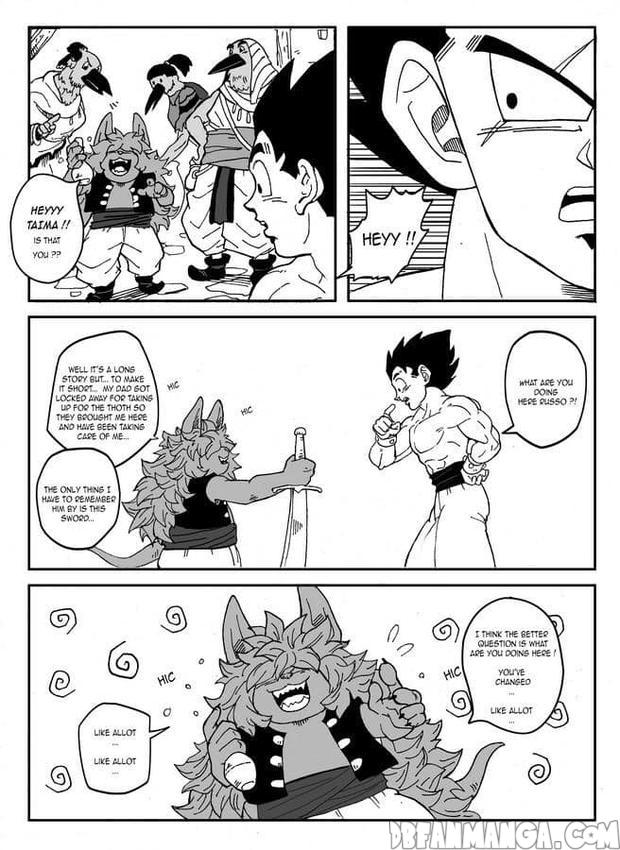 HEYYY
TAIMA !!
IS THAT
YOU ??
HEYY !!
WHAT ARE YOU
DOING
HERE RUSSO ?!
WELL IT'S A LONG
STORY BUT... TO MAKE
IT SHORT... MY DAD GOT
LOCKED AWAY FOR TAKING
UP FOR THE THOTH SO
THEY BROUGHT ME HERE
AND HAVE BEEN TAKING
CARE OF ME...
THE ONLY THING I
HAVE TO REMEMBER
HIM BY IS THIS
SWORD...
HIC
HIC
I THINK THE BETTER
QUESTION IS WHAT
ARE YOU DOING HERE !
YOU'VE
CHANGED
...
LIKE ALLOT
HIC
HIC
LIKE ALLOT
...
LIKE ALLOT
DBFANMANGA.COM